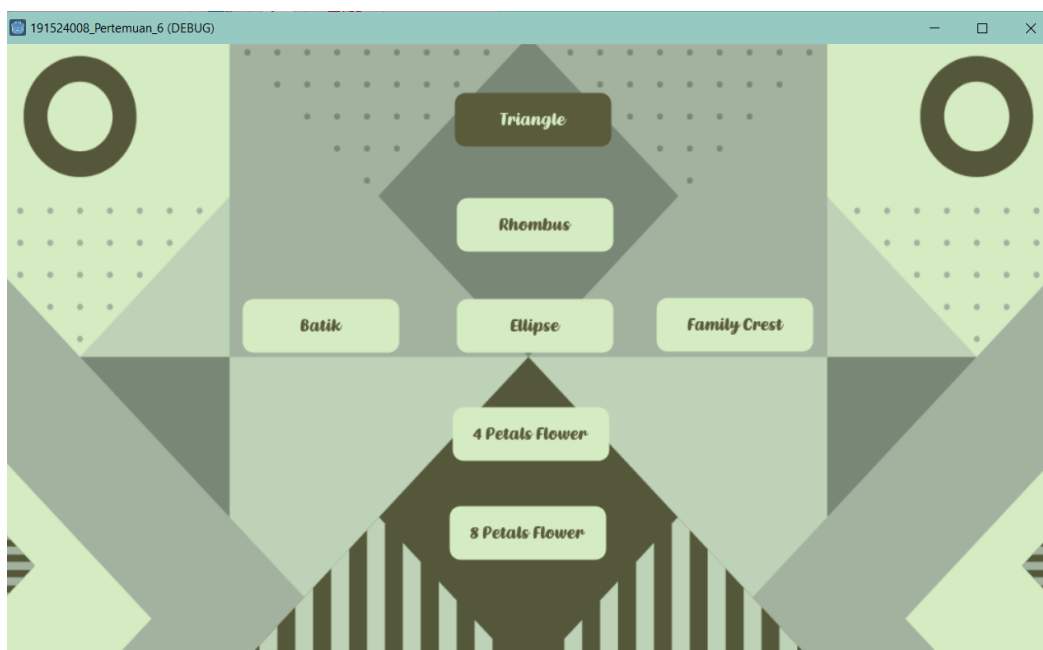 191524008_Pertemuan_6 (DEBUG)
Triangle
Rhombus
Batik
Ellipse
Family Crest
4 Petals Flower
8 Petals Flower